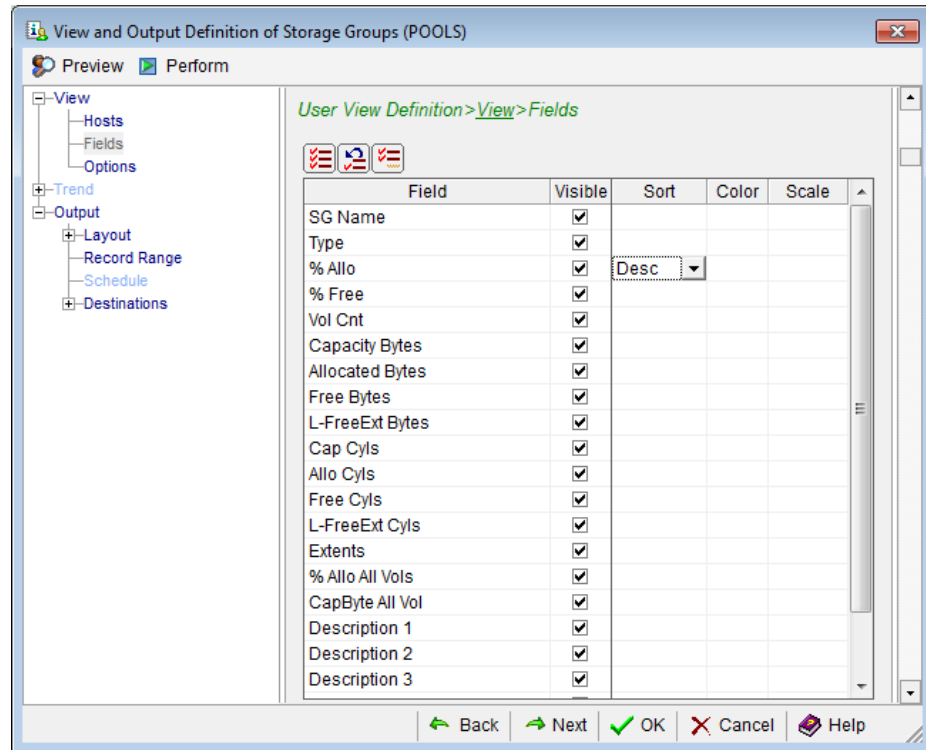 View and Output Definition of Storage Groups (POOLS)
Preview Perform
View
Hosts
Fields
Options
Trend
Output
Layout
Record Range
Schedule
Destinations
User View Definition>View>Fields
Field Visible Sort Color Scale
SG Name
Type
% Allo Desc
% Free
Vol Cnt
Capacity Bytes
Allocated Bytes
Free Bytes
L-FreeExt Bytes
Cap Cyls
Allo Cyls
Free Cyls
L-FreeExt Cyls
Extents
% Allo All Vols
CapByte All Vol
Description 1
Description 2
Description 3
Back Next OK Cancel Help